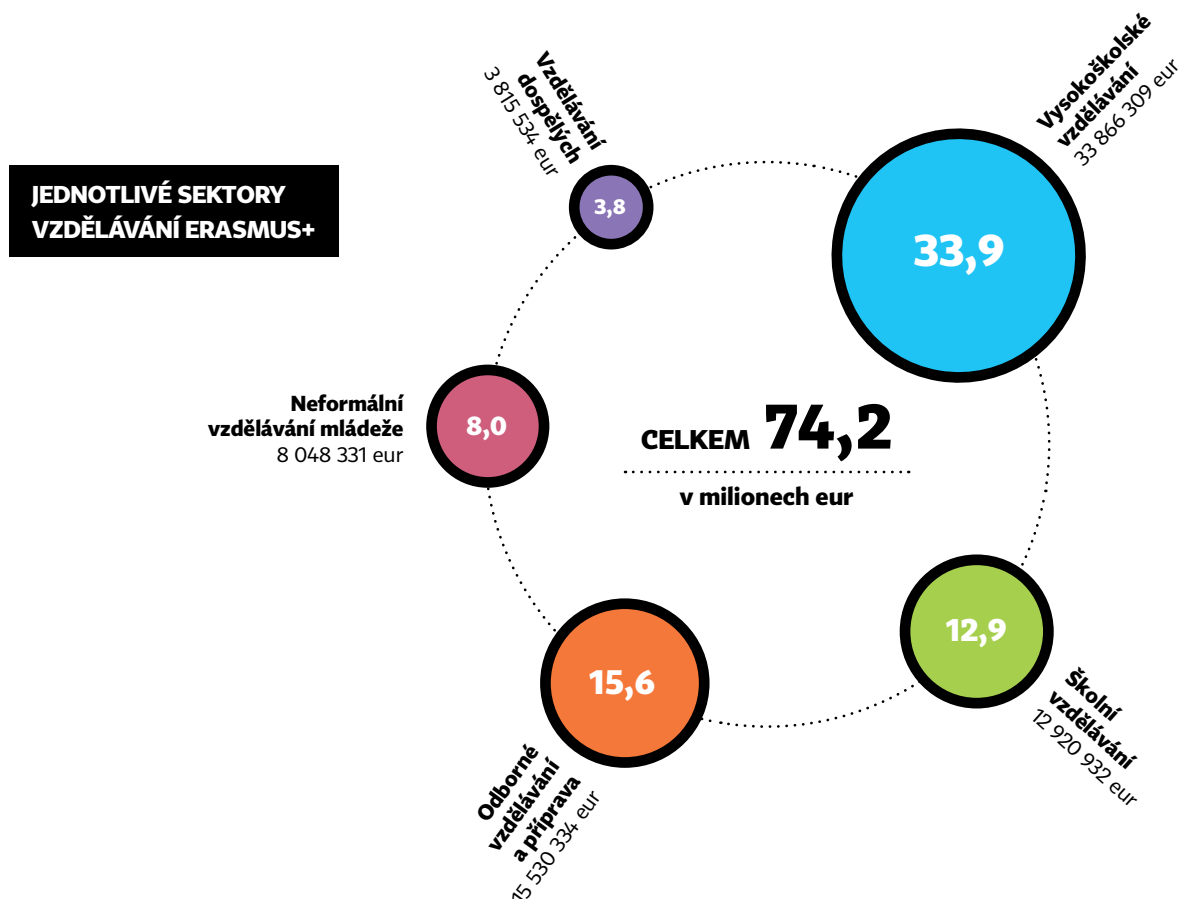 JEDNOTLIVÉ SEKTORY
VZDĚLÁVÁNÍ ERASMUS+
Vzdělávání
dospělých
3 815 534 eur
3,8
Vysokoškolské
vzdělávání
33 866 309 eur
33,9
Neformální
vzdělávání mládeže
8 048 331 eur
8,0
CELKEM 74,2
v milionech eur
12,9
Školní
vzdělávání
12 920 932 eur
15,6
Odborné
vzdělávání
a příprava
15 530 334 eur